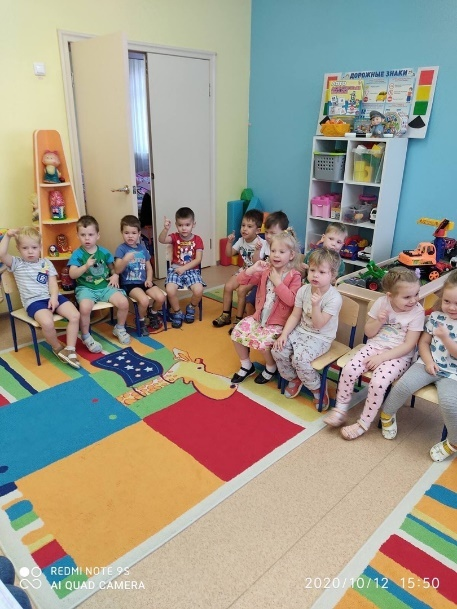 ДОРОЖНЫЕ ЗНАКИ
REDMI NOTE 9S
AI QUAD CAMERA
2020/10/12 15:50